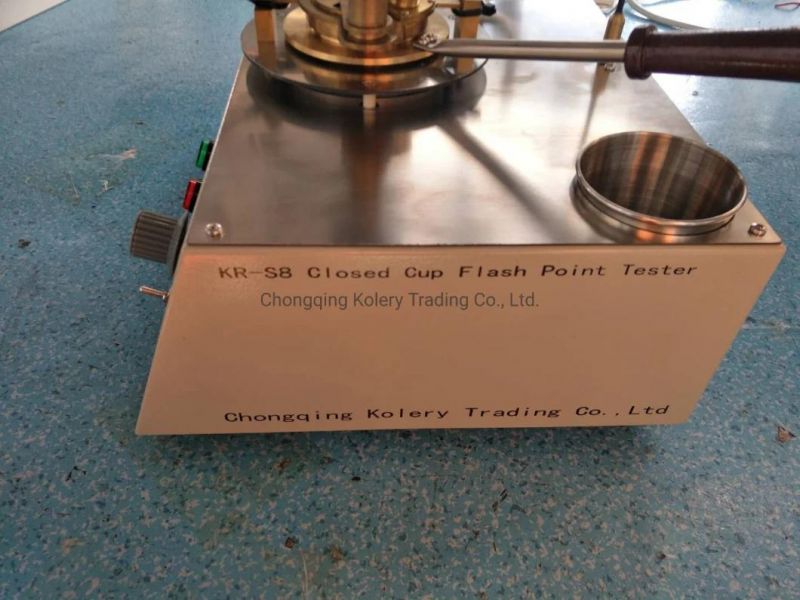 KR-S8 Closed Cup Flash Point Tester
Chongqing Kolery Trading Co., Ltd.
Chongqing Kolery Trading Co.,Ltd